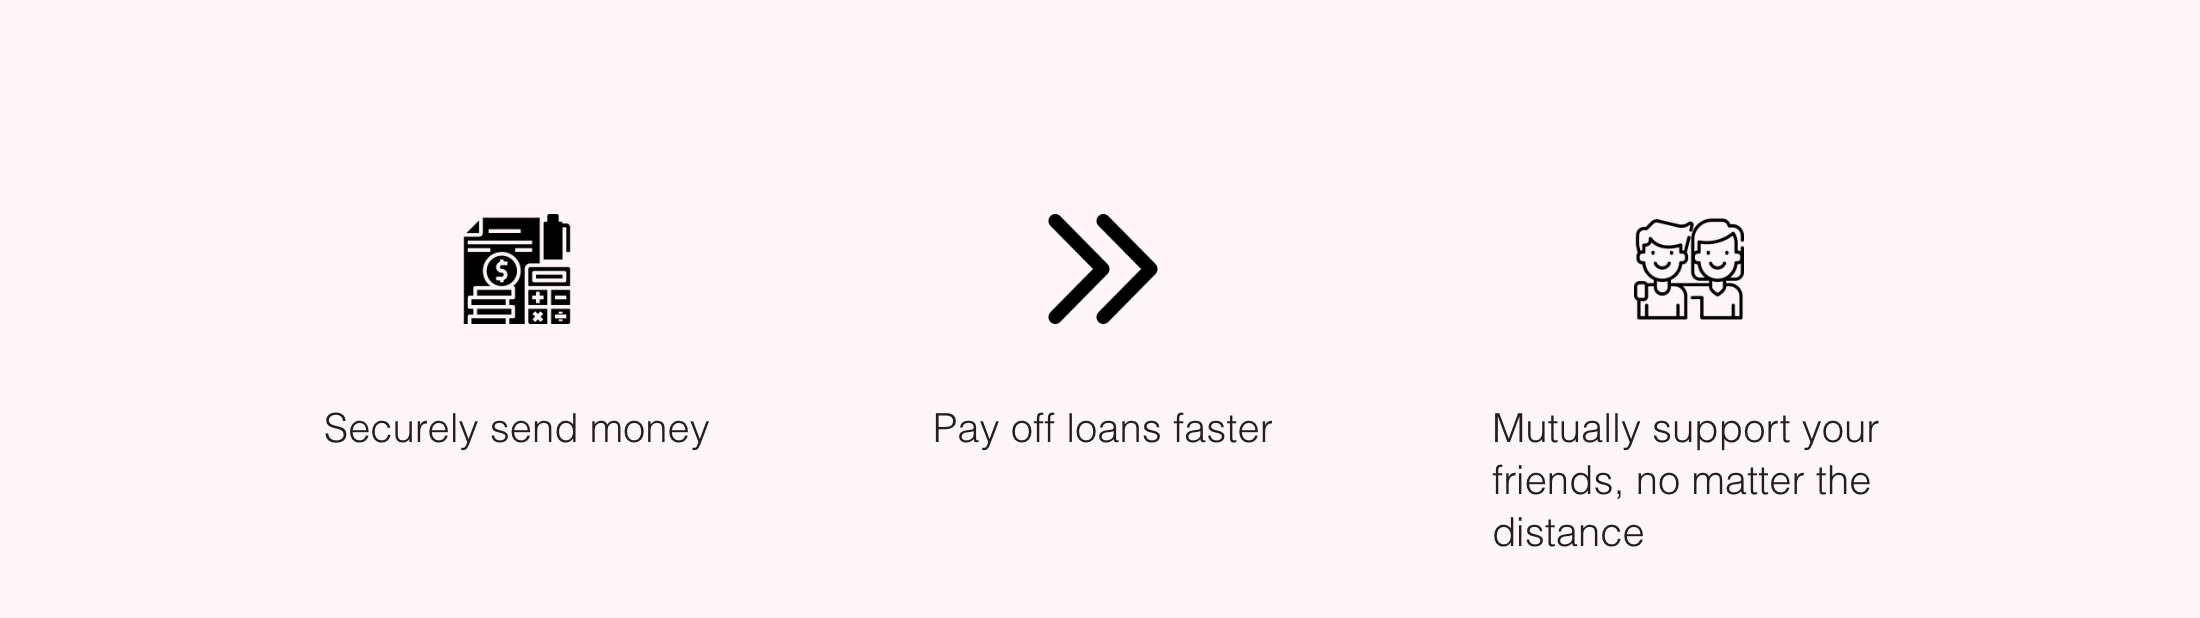 Securely send money
Pay off loans faster
Mutually support your
friends, no matter the
distance